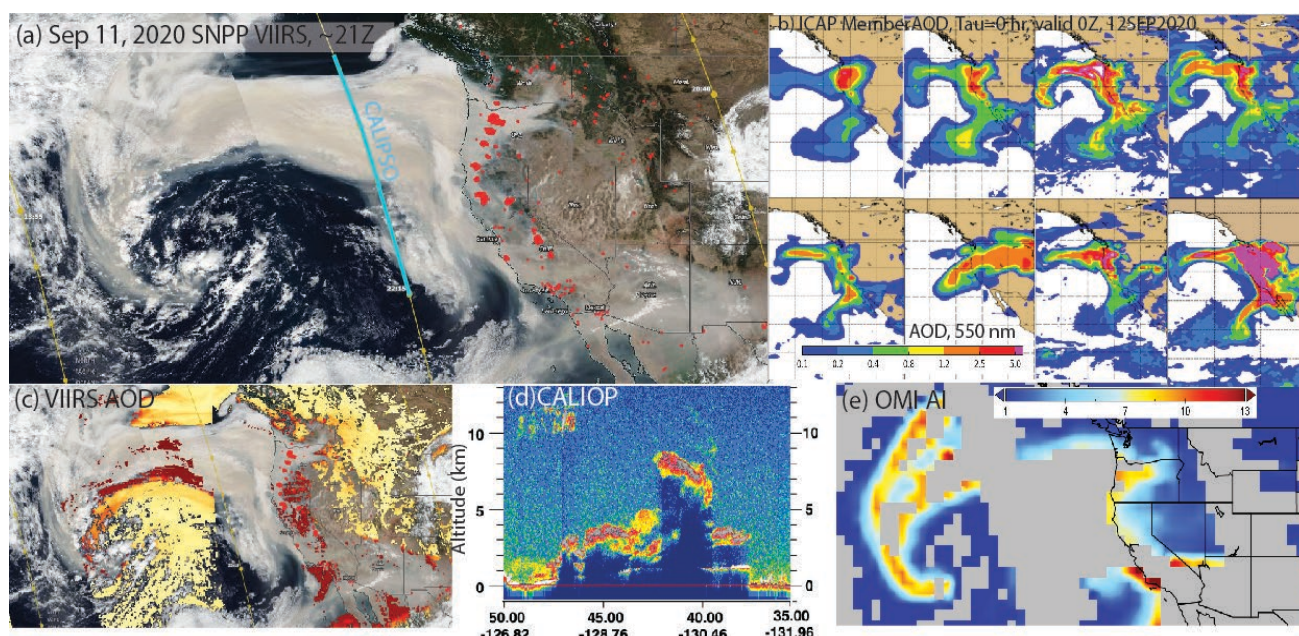 (a) Sep 11, 2020 SNPP VIIRS, ~21Z
CALIPSO
b) ICAP MemberAOD, Tau=0 hr, valid 0Z, 12SEP2020
AOD, 550 nm
0.1 0.2 0.4 0.8 1.2 2.5 5.0
(c) VIIRS AOD
(d)CALIOP
Altitude (km)
10 10
5 5
0 0
50.00 45.00 40.00 35.00
-126.82 -128.76 -130.46 -131.96
(e) OMI AI
1 4 7 10 13